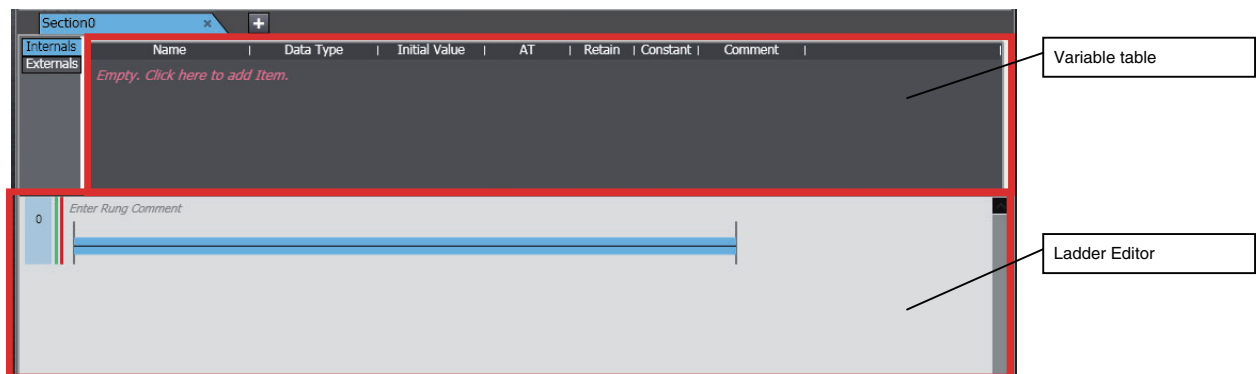 Section0 × +
Internals
Externals
Name | Data Type | Initial Value | AT | Retain | Constant | Comment |
Empty. Click here to add Item.
Variable table
0
Enter Rung Comment
Ladder Editor